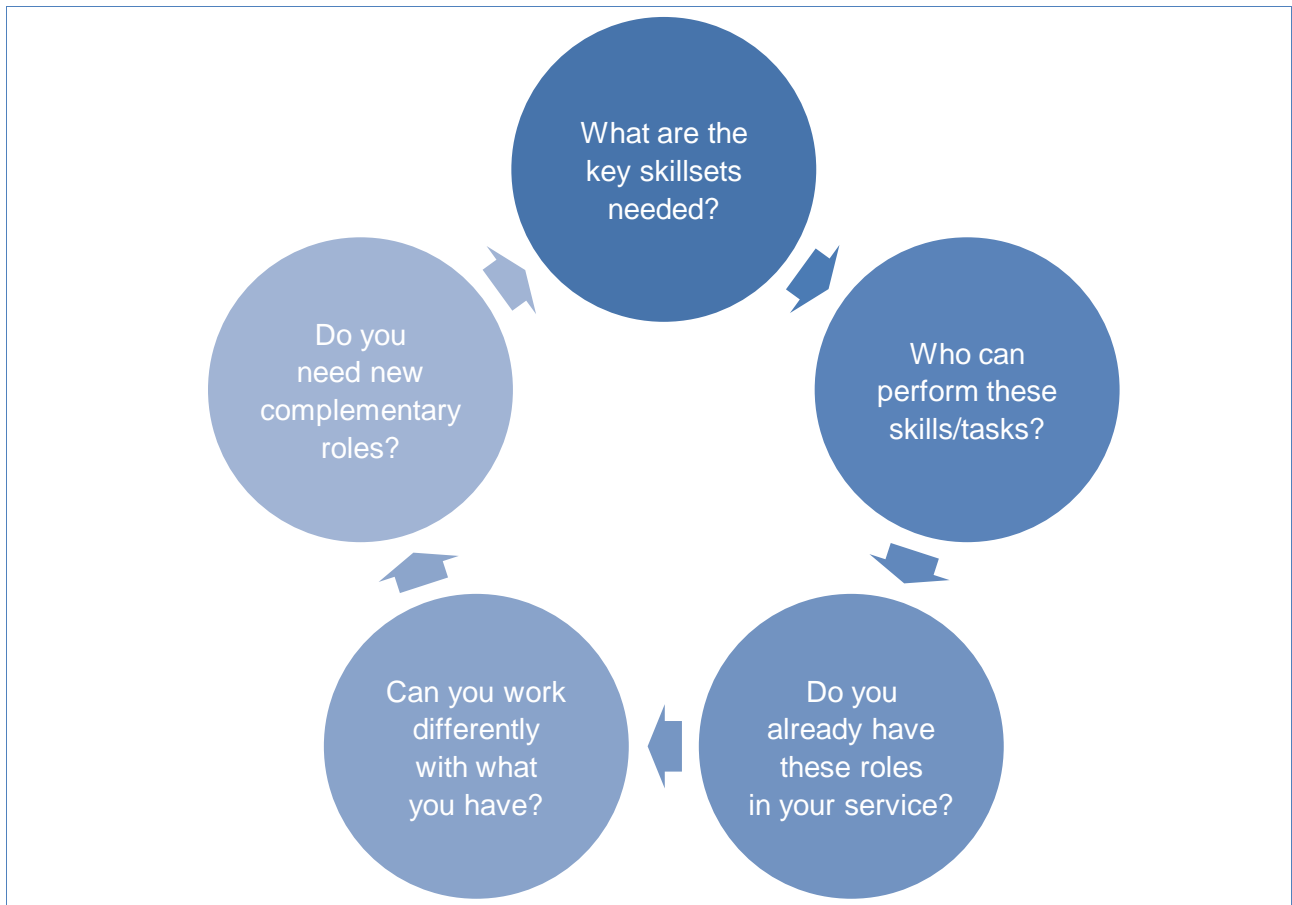 What are the
key skillsets
needed?
Who can
perform these
skills/tasks?
Do you
already have
these roles
in your service?
Can you work
differently
with what
you have?
Do you
need new
complementary
roles?